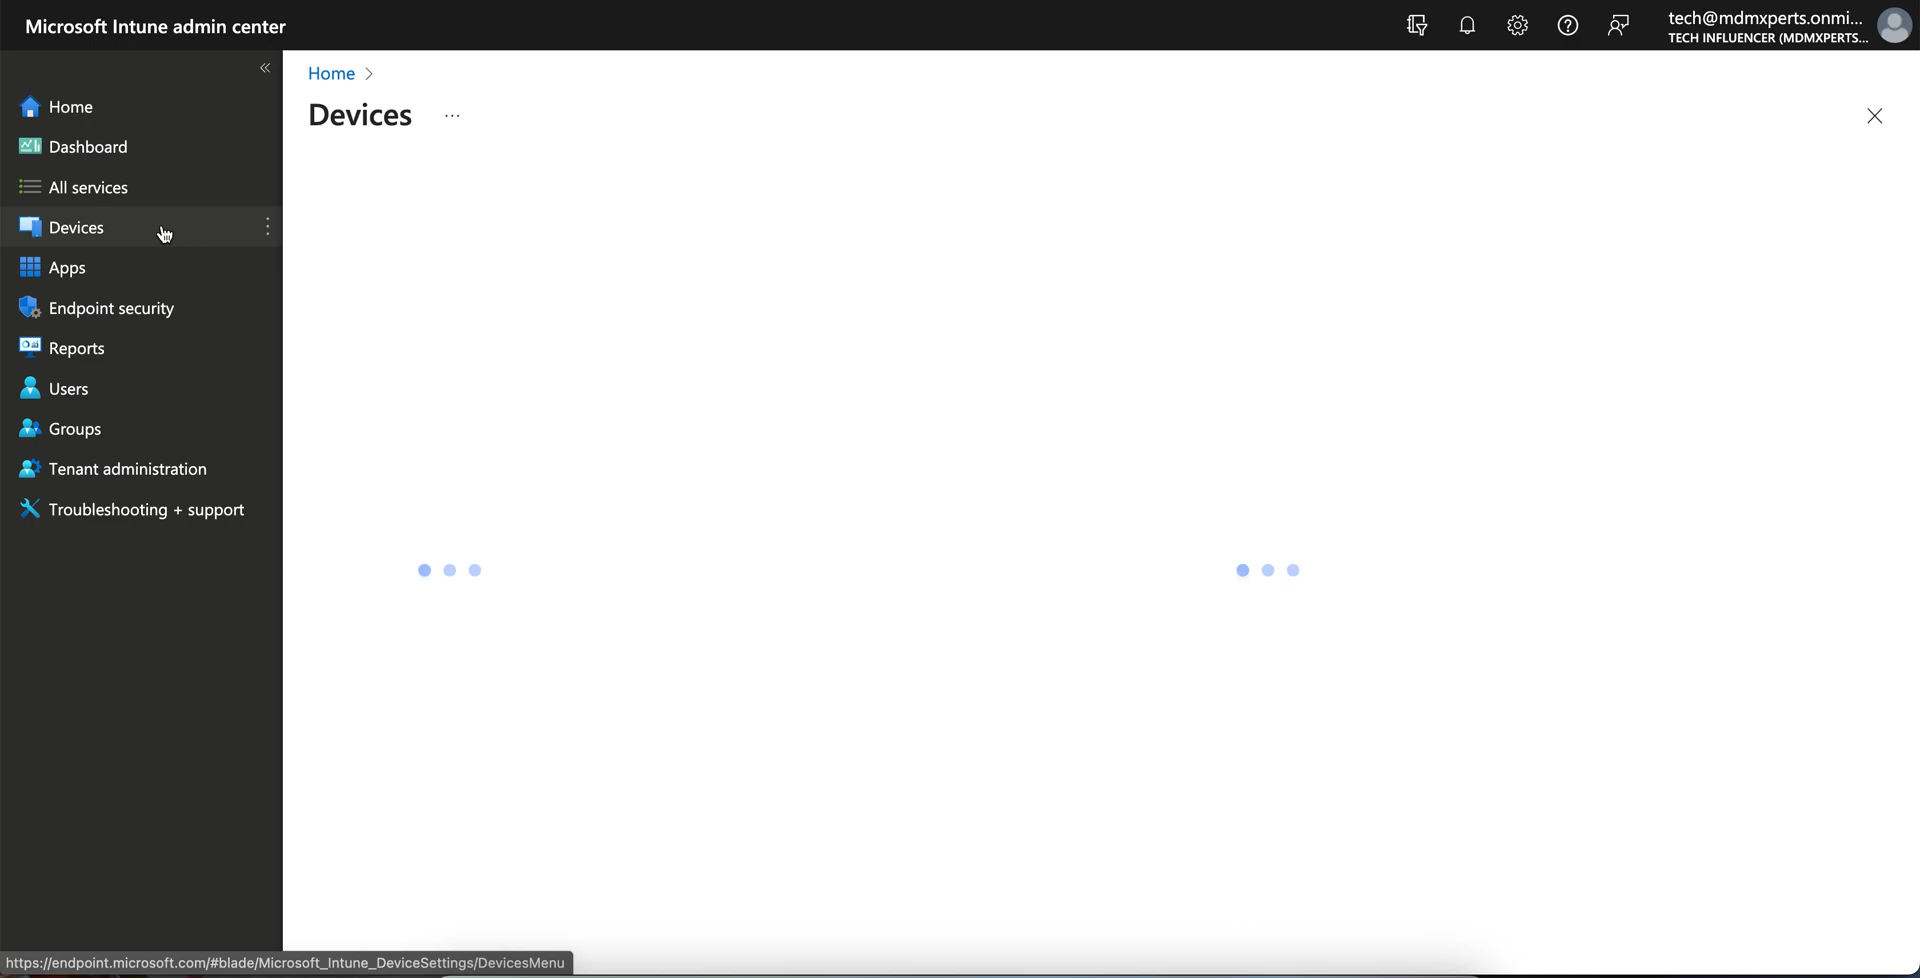 Microsoft Intune admin center
tech@mdmxperts.onmi...
TECH INFLUENCER (MDMXPERTS...
Home
Dashboard
All services
Devices
Apps
Endpoint security
Reports
Users
Groups
Tenant administration
Troubleshooting + support
Home >
Devices ...
https://endpoint.microsoft.com/#blade/Microsoft_Intune_DeviceSettings/DevicesMenu